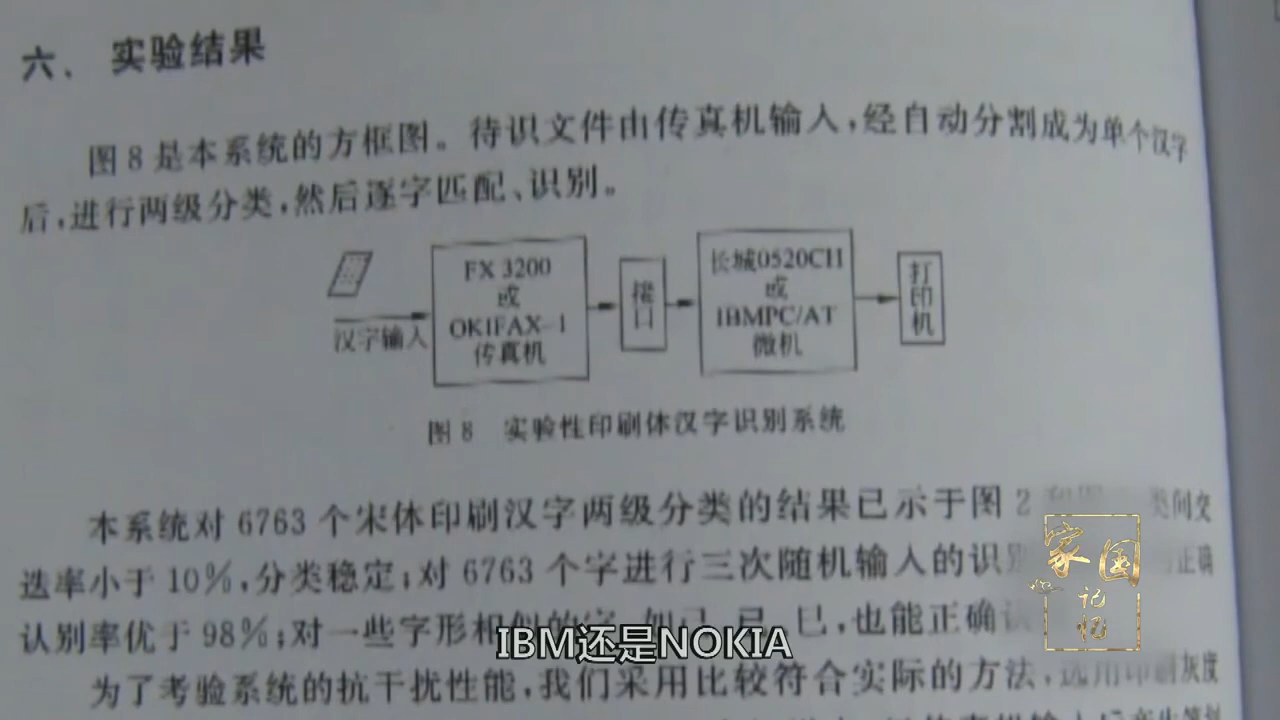 六、实验结果
图8是本系统的方框图。待识文件由传真机输入,经自动分割成为单个汉字
后,进行两级分类,然后逐字匹配、识别。
汉字输入
FX 3200
或
OKIFAX-1
传真机
接口
长城0520CH
或
IBMPC/AT
微机
打印机
图8 实验性印刷体汉字识别系统
本系统对6763个宋体印刷汉字两级分类的结果已示于图2 类间交
迭率小于10%,分类稳定;对6763个字进行三次随机输入的识 正确
认别率优于98%;对一些字形相似的字 如己 已 巳,也能正确
IBM还是NOKIA
为了考验系统的抗干扰性能,我们采用比较符合实际的方法,选用印刷灰度
家国
记忆